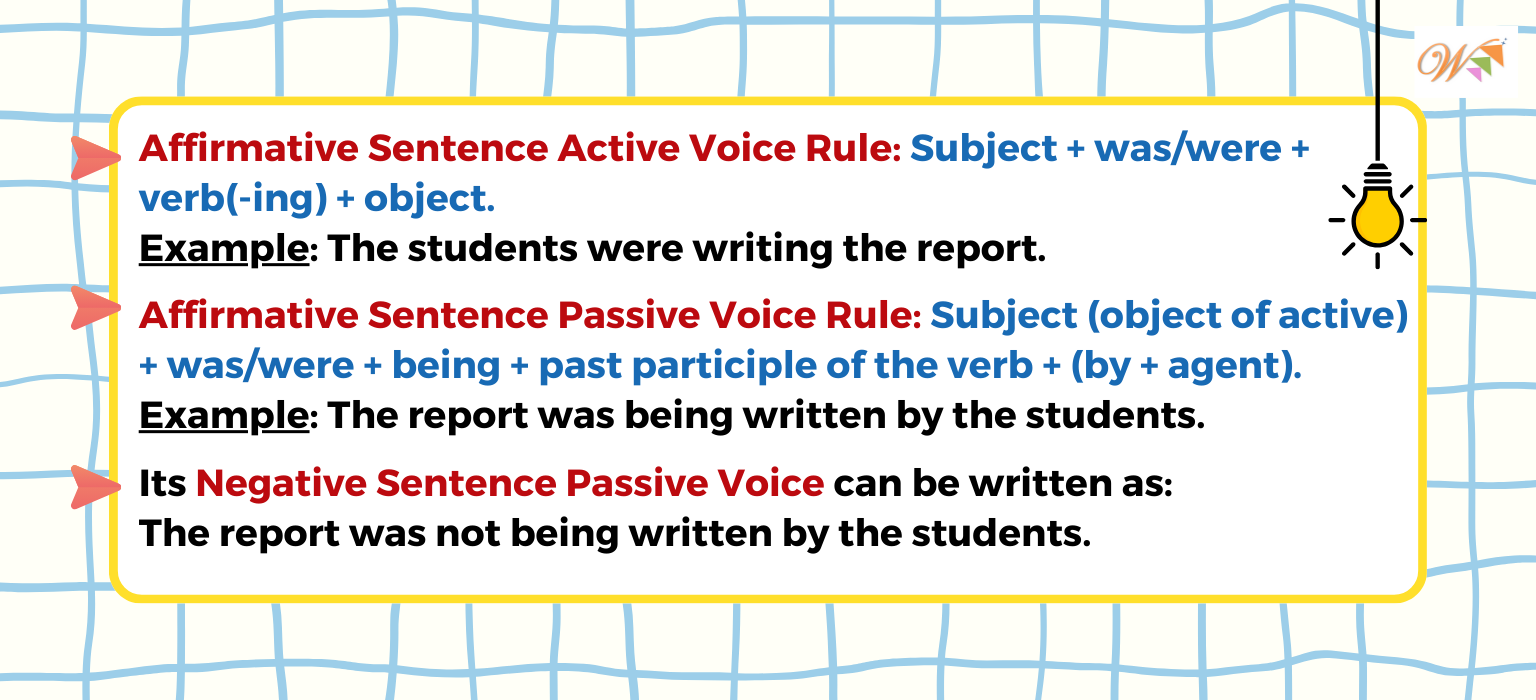 Affirmative Sentence Active Voice Rule: Subject + was/were +
verb(-ing) + object.
Example: The students were writing the report.
Affirmative Sentence Passive Voice Rule: Subject (object of active)
+ was/were + being + past participle of the verb + (by + agent).
Example: The report was being written by the students.
Its Negative Sentence Passive Voice can be written as:
The report was not being written by the students.
W